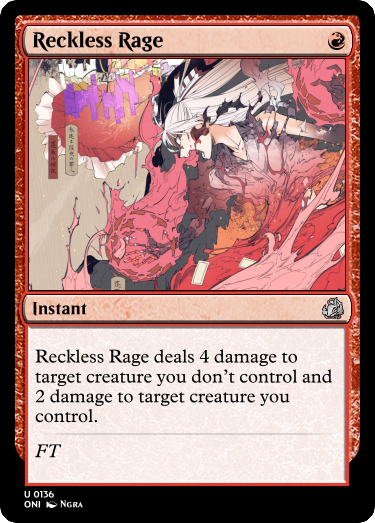 Reckless Rage
Instant
Reckless Rage deals 4 damage to
target creature you don't control and
2 damage to target creature you
control.
FT
U 0136
ONI Ngra